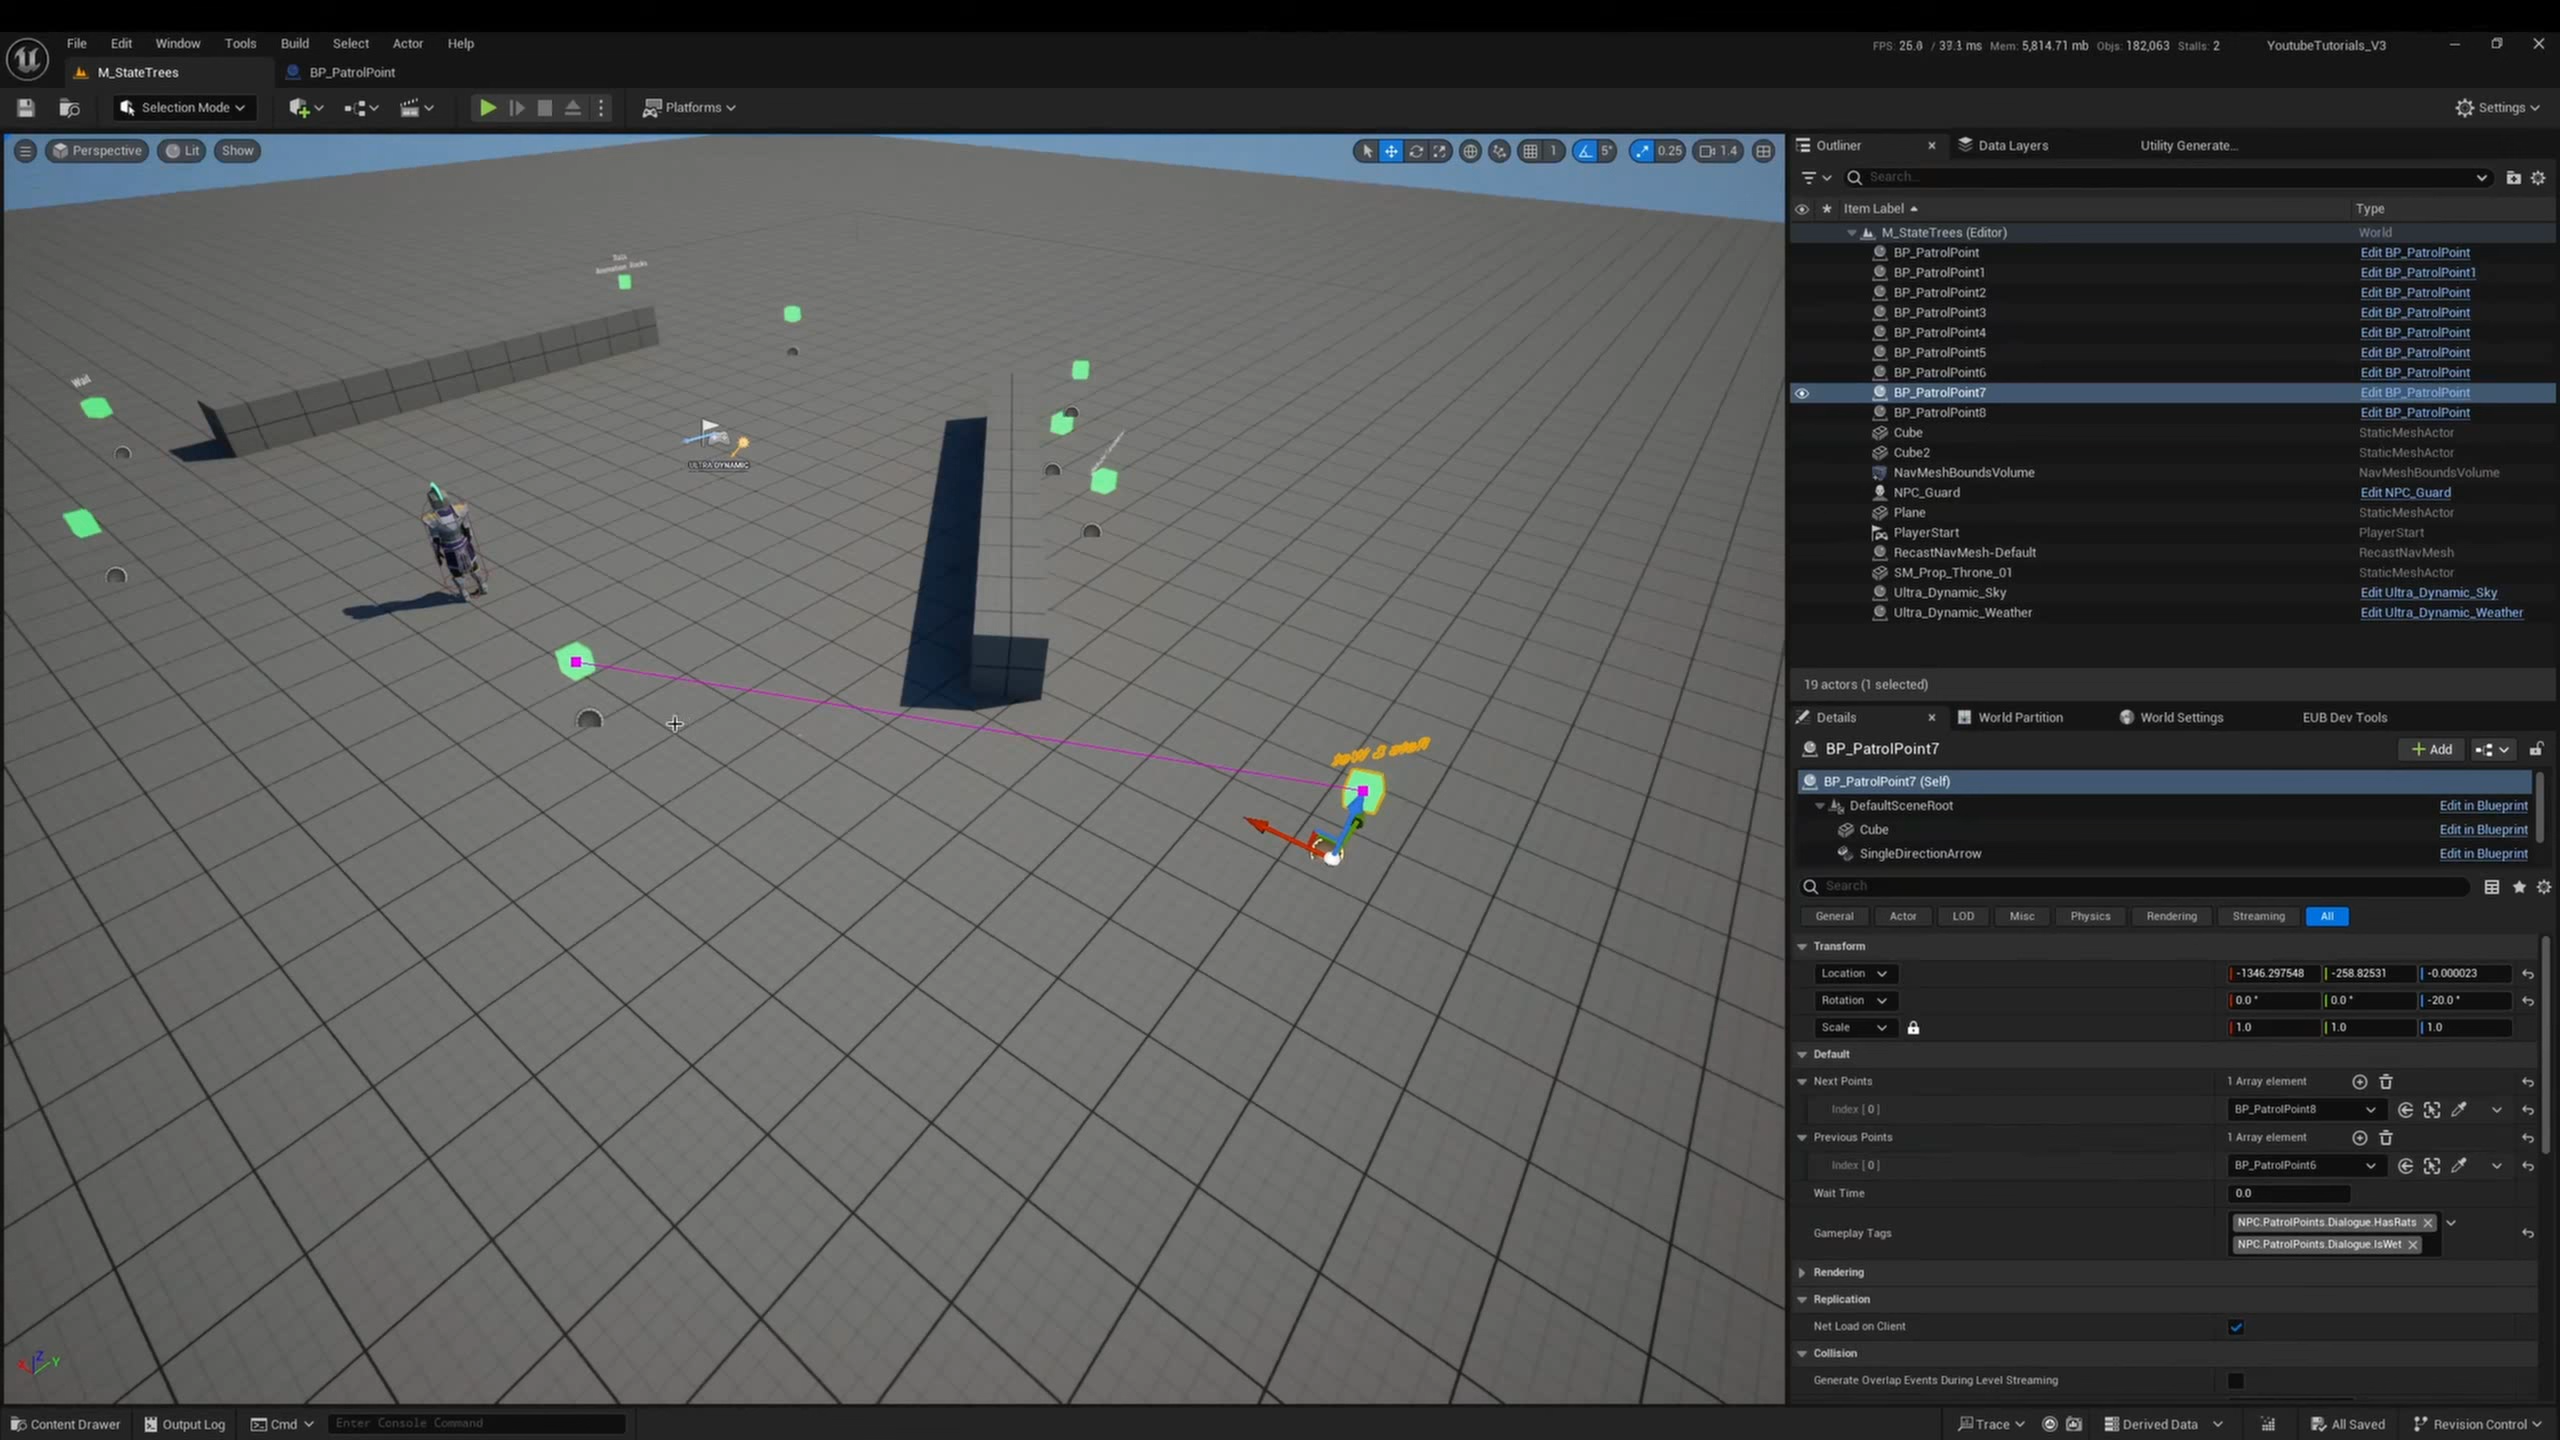 File Edit Window Tools Build Select Actor Help
FPS: 25.0 / 39.1 ms Mem: 5,814.71 mb Objs: 182,063 Stalls: 2
YoutubeTutorials_V3
M_StateTrees
BP_PatrolPoint
Selection Mode
Platforms
Settings
Perspective Lit Show
1 5° 0.25 1.4
Wait
Animation
ULTRA DYNAMIC
Outliner
Data Layers
Utility Generate...
Search...
Item Label Type
M_StateTrees (Editor) World
BP_PatrolPoint Edit BP_PatrolPoint
BP_PatrolPoint1 Edit BP_PatrolPoint1
BP_PatrolPoint2 Edit BP_PatrolPoint
BP_PatrolPoint3 Edit BP_PatrolPoint
BP_PatrolPoint4 Edit BP_PatrolPoint
BP_PatrolPoint5 Edit BP_PatrolPoint
BP_PatrolPoint6 Edit BP_PatrolPoint
BP_PatrolPoint7 Edit BP_PatrolPoint
BP_PatrolPoint8 Edit BP_PatrolPoint
Cube StaticMeshActor
Cube2 StaticMeshActor
NavMeshBoundsVolume NavMeshBoundsVolume
NPC_Guard Edit NPC_Guard
Plane StaticMeshActor
PlayerStart PlayerStart
RecastNavMesh-Default RecastNavMesh
SM_Prop_Throne_01 StaticMeshActor
Ultra_Dynamic_Sky Edit Ultra_Dynamic_Sky
Ultra_Dynamic_Weather Edit Ultra_Dynamic_Weather
19 actors (1 selected)
Details
World Partition
World Settings
EUB Dev Tools
BP_PatrolPoint7
Add
BP_PatrolPoint7 (Self)
DefaultSceneRoot Edit in Blueprint
Cube Edit in Blueprint
SingleDirectionArrow Edit in Blueprint
Search
General Actor LOD Misc Physics Rendering Streaming All
Transform
Location -1346.297548 -258.82531 -0.000023
Rotation 0.0 ° 0.0 ° -20.0 °
Scale 1.0 1.0 1.0
Default
Next Points 1 Array element
Index [ 0 ] BP_PatrolPoint8
Previous Points 1 Array element
Index [ 0 ] BP_PatrolPoint6
Wait Time 0.0
Gameplay Tags
NPC.PatrolPoints.Dialogue.HasRats
NPC.PatrolPoints.Dialogue.IsWet
Rendering
Replication
Net Load on Client
Collision
Generate Overlap Events During Level Streaming
X Z Y
Content Drawer
Output Log
Cmd
Enter Console Command
Trace
Derived Data
All Saved
Revision Control